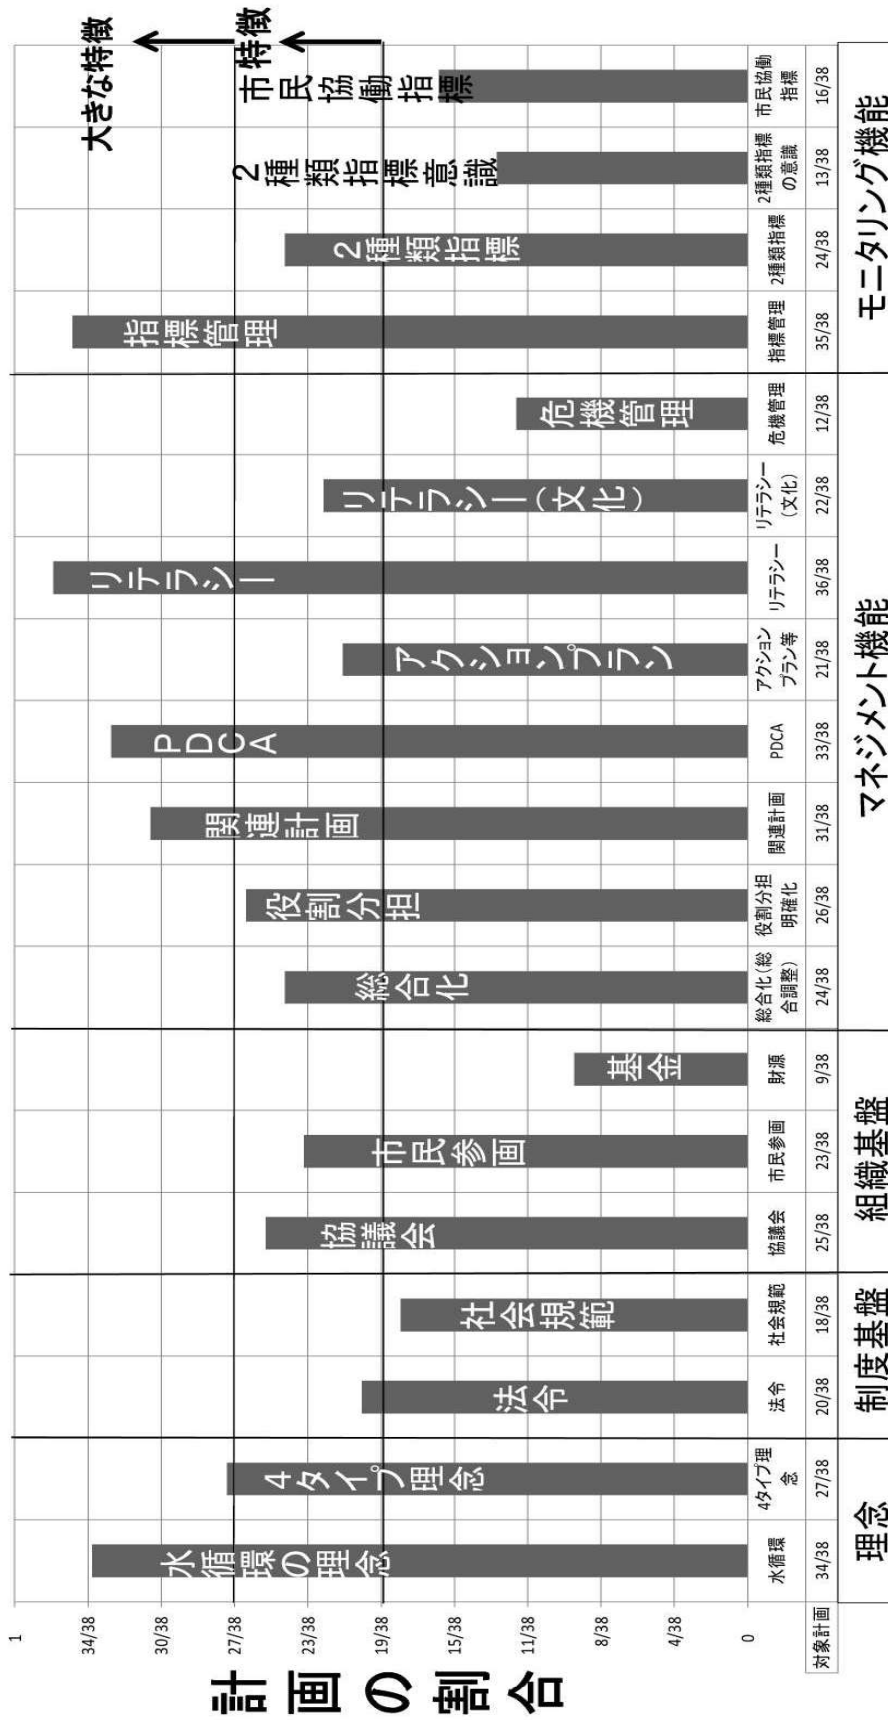 計画の割合
1
34/38
30/38
27/38
23/38
19/38
15/38
11/38
8/38
4/38
0
大きな特徴
特徴
水循環の理念
4タイプ理念
法令
社会規範
協議会
市民参画
基金
総合化
役割分担
関連計画
PDCA
アクションプラン
リテラシー
リテラシー(文化)
危機管理
指標管理
2種類指標
2種類指標意識
市民協働指標
水循環
4タイプ理
念
法令
社会規範
協議会
市民参画
財源
総合化(総
合調整)
役割分担
明確化
関連計画
PDCA
アクション
プラン等
リテラシー
リテラシー
(文化)
危機管理
指標管理
2種類指標
2種類指標
の意識
市民協働
指標
対象計画
34/38
27/38
20/38
18/38
25/38
23/38
9/38
24/38
26/38
31/38
33/38
21/38
36/38
22/38
12/38
35/38
24/38
13/38
16/38
理念
制度基盤
組織基盤
マネジメント機能
モニタリング機能